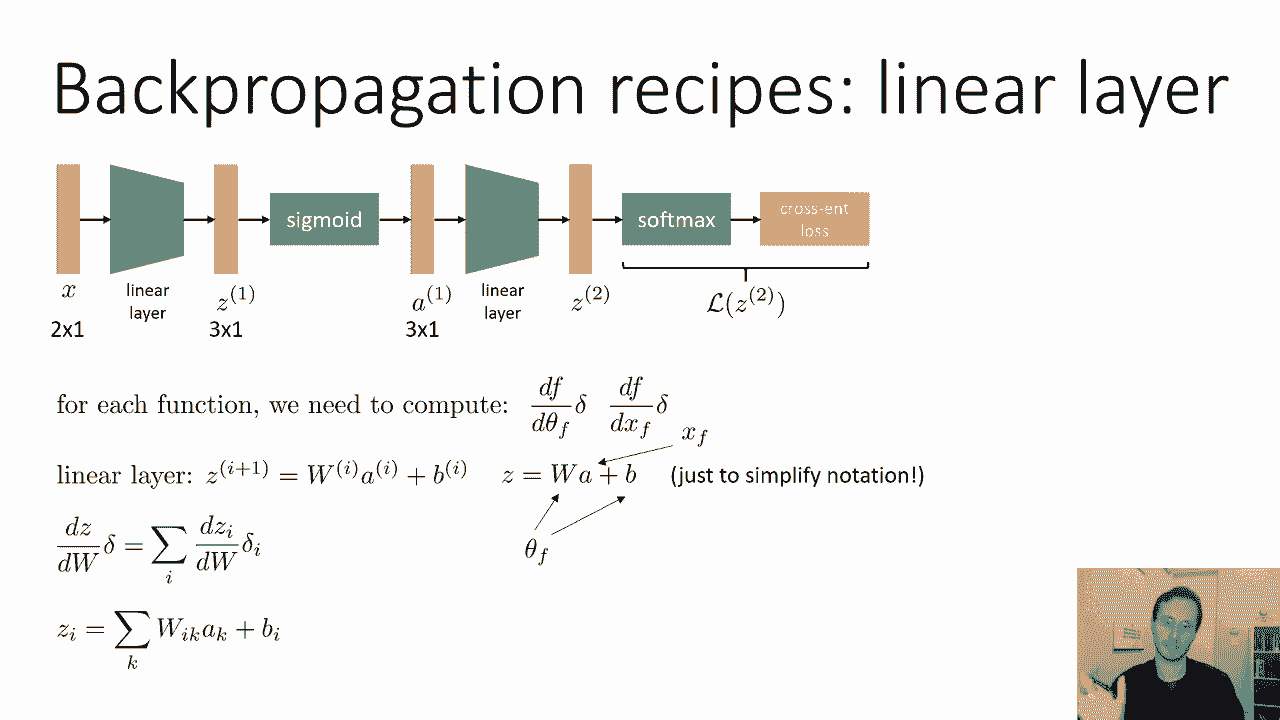 Backpropagation recipes: linear layer
sigmoid
softmax
cross-ent
loss
x
linear
layer
z^{(1)}
a^{(1)}
linear
layer
z^{(2)}
\mathcal{L}(z^{(2)})
2x1
3x1
3x1
for each function, we need to compute: \frac{df}{d\theta_f}\delta \frac{df}{dx_f}\delta
x_f
linear layer: z^{(i+1)} = W^{(i)}a^{(i)} + b^{(i)} z = Wa + b (just to simplify notation!)
\frac{dz}{dW}\delta = \sum_i \frac{dz_i}{dW}\delta_i
\theta_f
z_i = \sum_k W_{ik}a_k + b_i